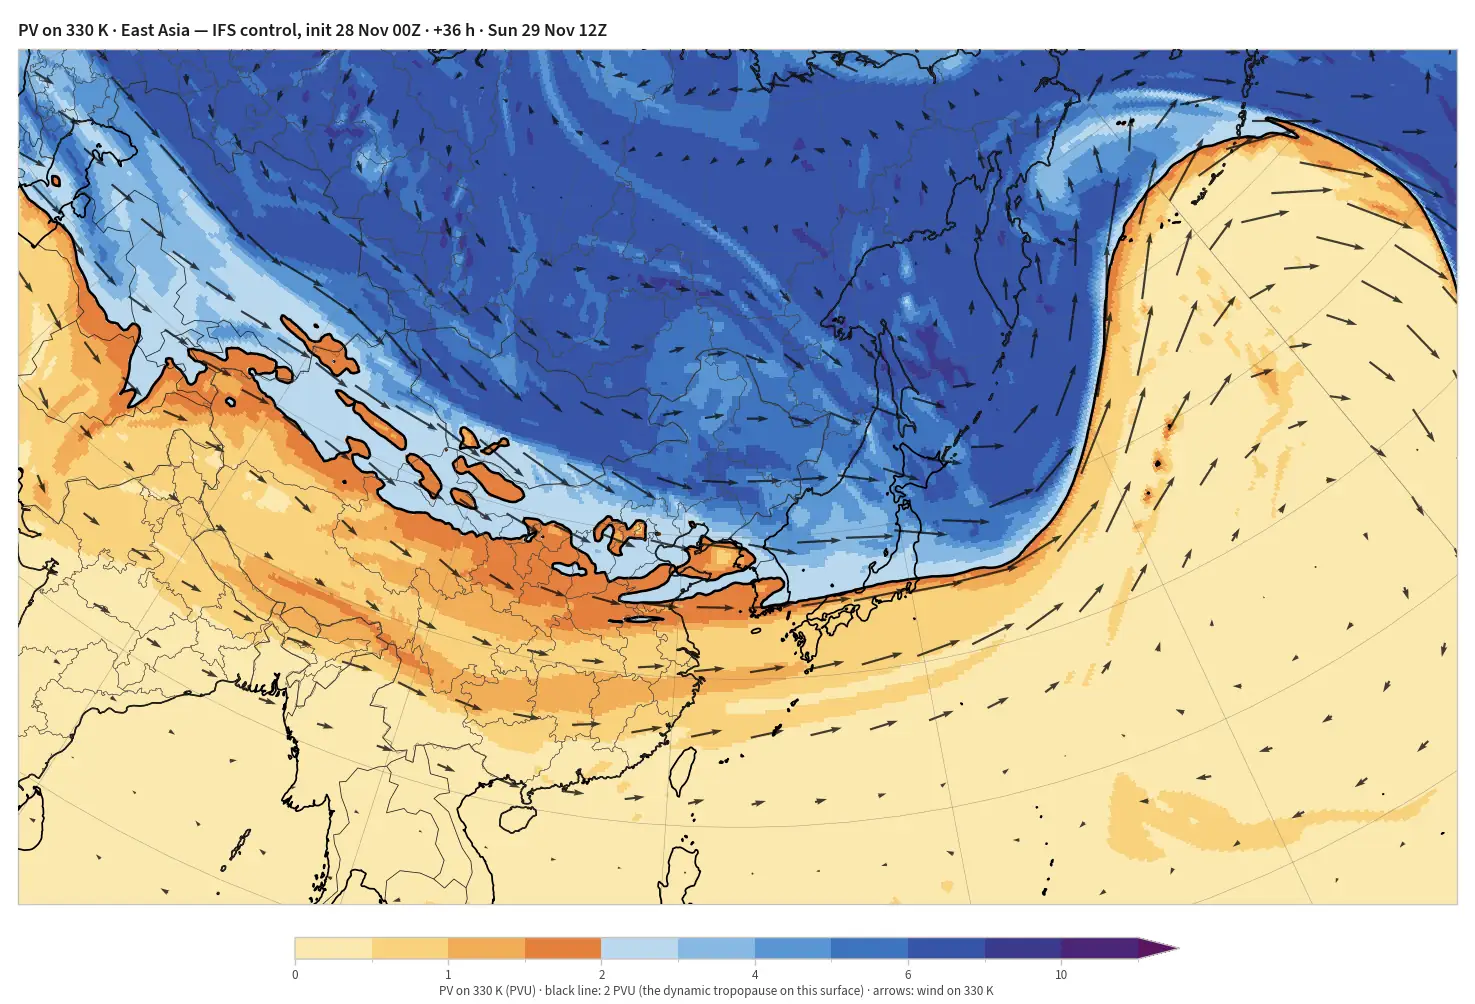 PV on 330 K · East Asia — IFS control, init 28 Nov 00Z · +36 h · Sun 29 Nov 12Z
0 1 2 4 6 10
PV on 330 K (PVU) · black line: 2 PVU (the dynamic tropopause on this surface) · arrows: wind on 330 K